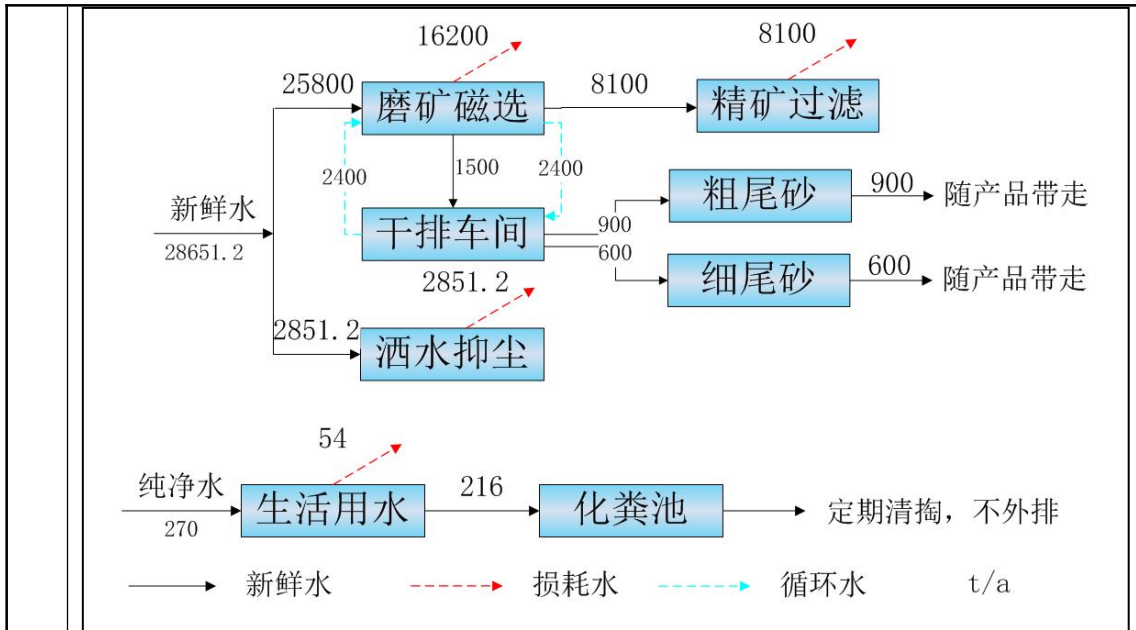 16200
8100
25800
磨矿磁选
8100
精矿过滤
2400
1500
2400
新鲜水
28651.2
干排车间
900
600
粗尾砂
900
随产品带走
细尾砂
600
随产品带走
2851.2
2851.2
洒水抑尘
54
纯净水
270
生活用水
216
化粪池
定期清掏，不外排
新鲜水
损耗水
循环水
t/a